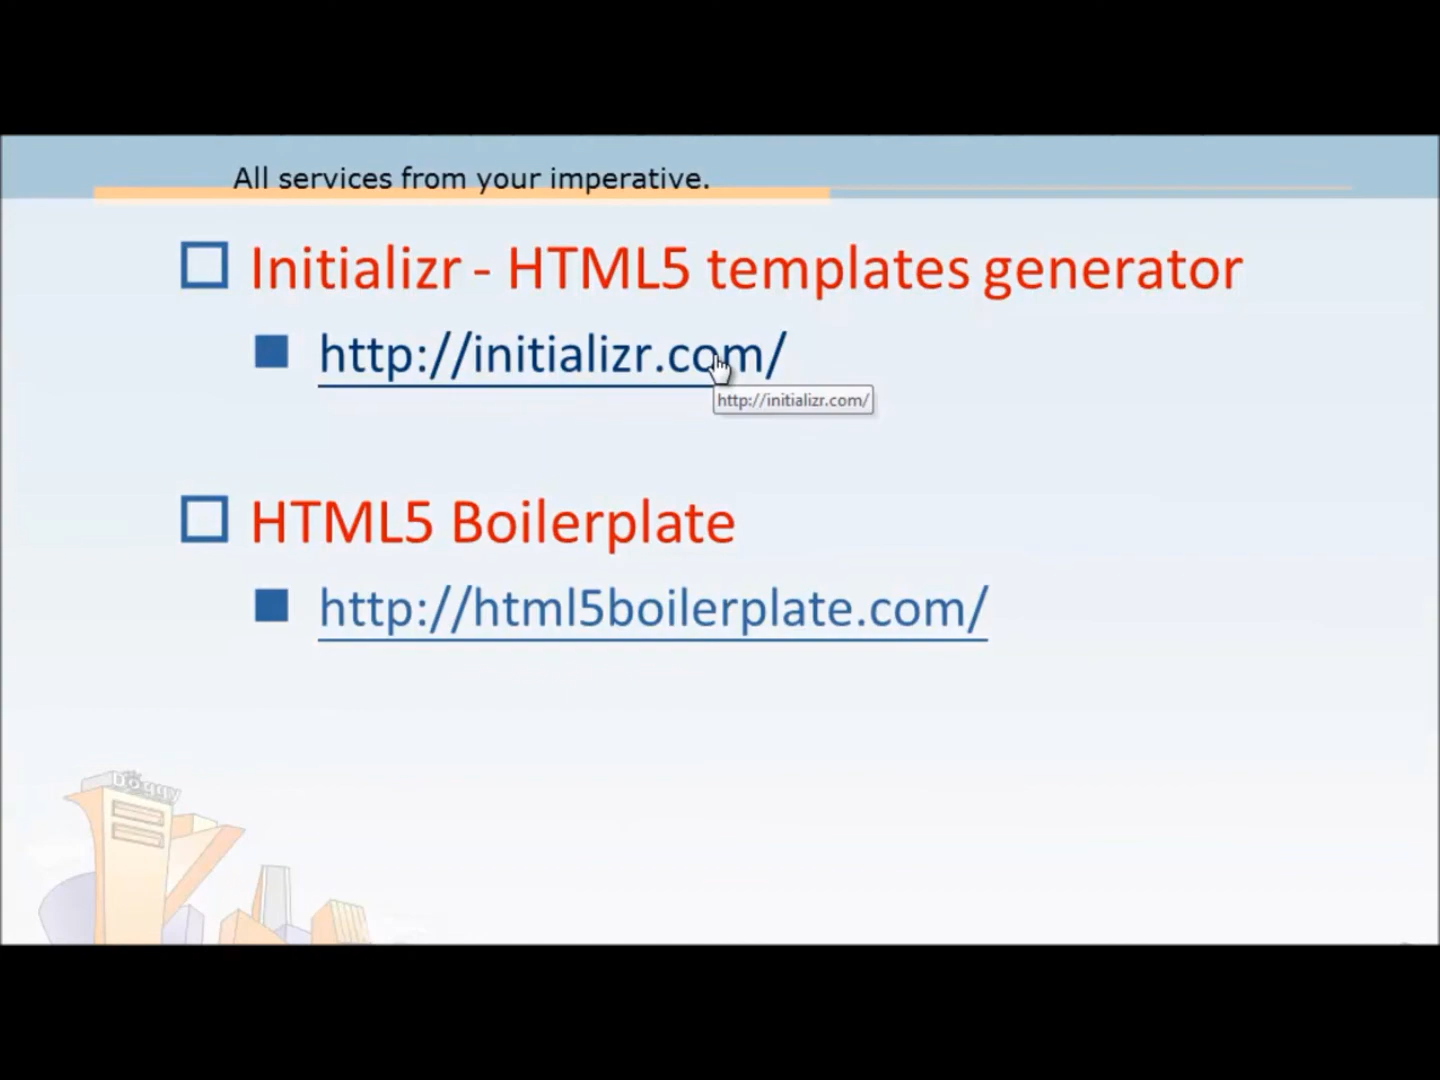 All services from your imperative.
Initializr - HTML5 templates generator
http://initializr.com/
http://initializr.com/
HTML5 Boilerplate
http://html5boilerplate.com/
Doggy